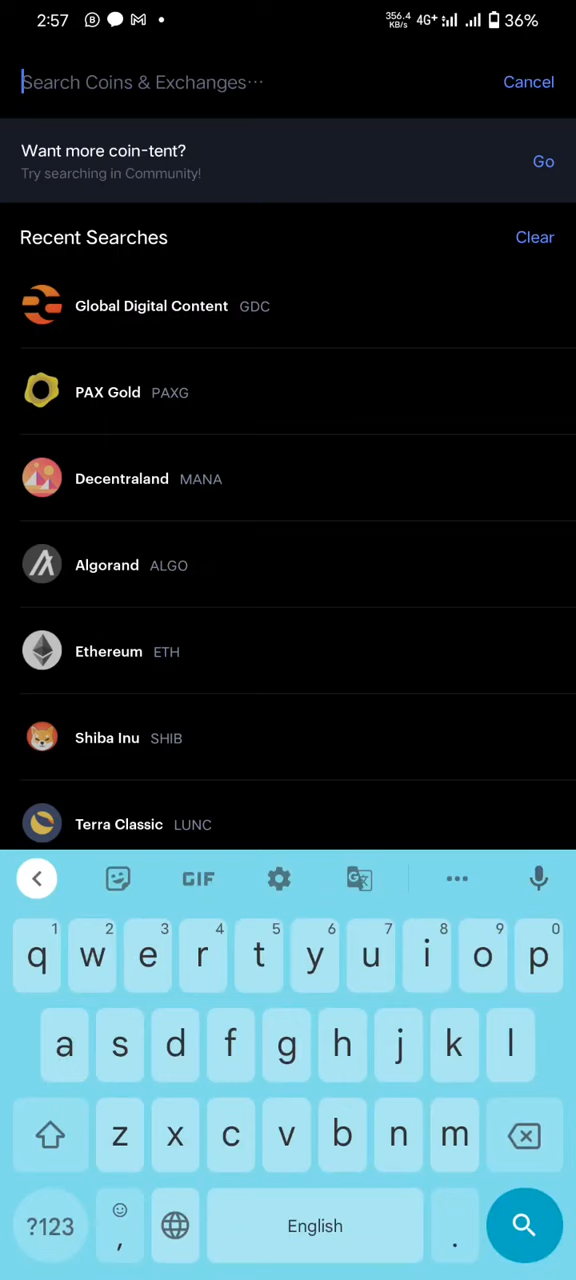 2:57 356.4 KB/s 4G+ 36%
Search Coins & Exchanges···
Cancel
Want more coin-tent?
Try searching in Community!
Go
Recent Searches
Clear
Global Digital Content GDC
PAX Gold PAXG
Decentraland MANA
Algorand ALGO
Ethereum ETH
Shiba Inu SHIB
Terra Classic LUNC
GIF
1 2 3 4 5 6 7 8 9 0
q w e r t y u i o p
a s d f g h j k l
z x c v b n m
?123 , English .